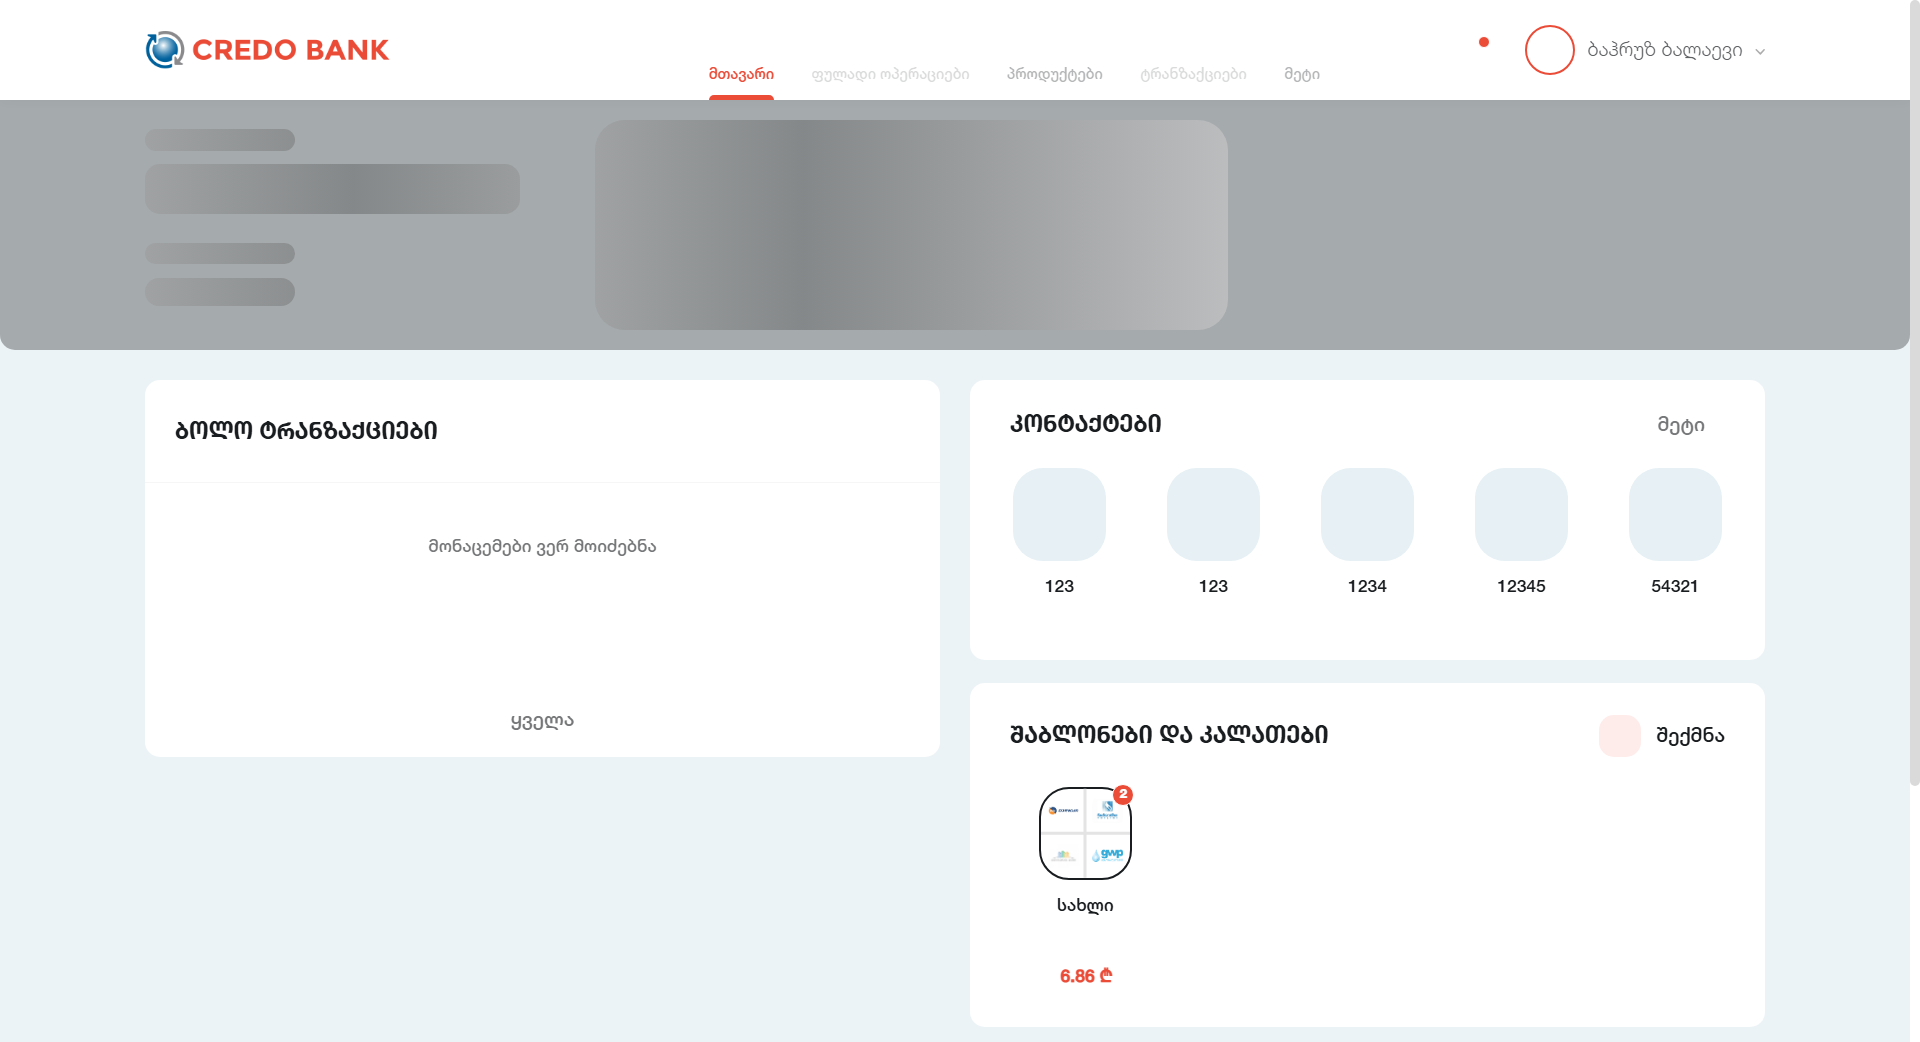 CREDO BANK
მთავარი
ფულადი ოპერაციები
პროდუქტები
ტრანზაქციები
მეტი
ბაჰრუზ ბალაევი
ბოლო ტრანზაქციები
მონაცემები ვერ მოიძებნა
ყველა
კონტაქტები
მეტი
123
123
1234
12345
54321
შაბლონები და კალათები
შექმნა
2
gwp
სახლი
6.86 ₾